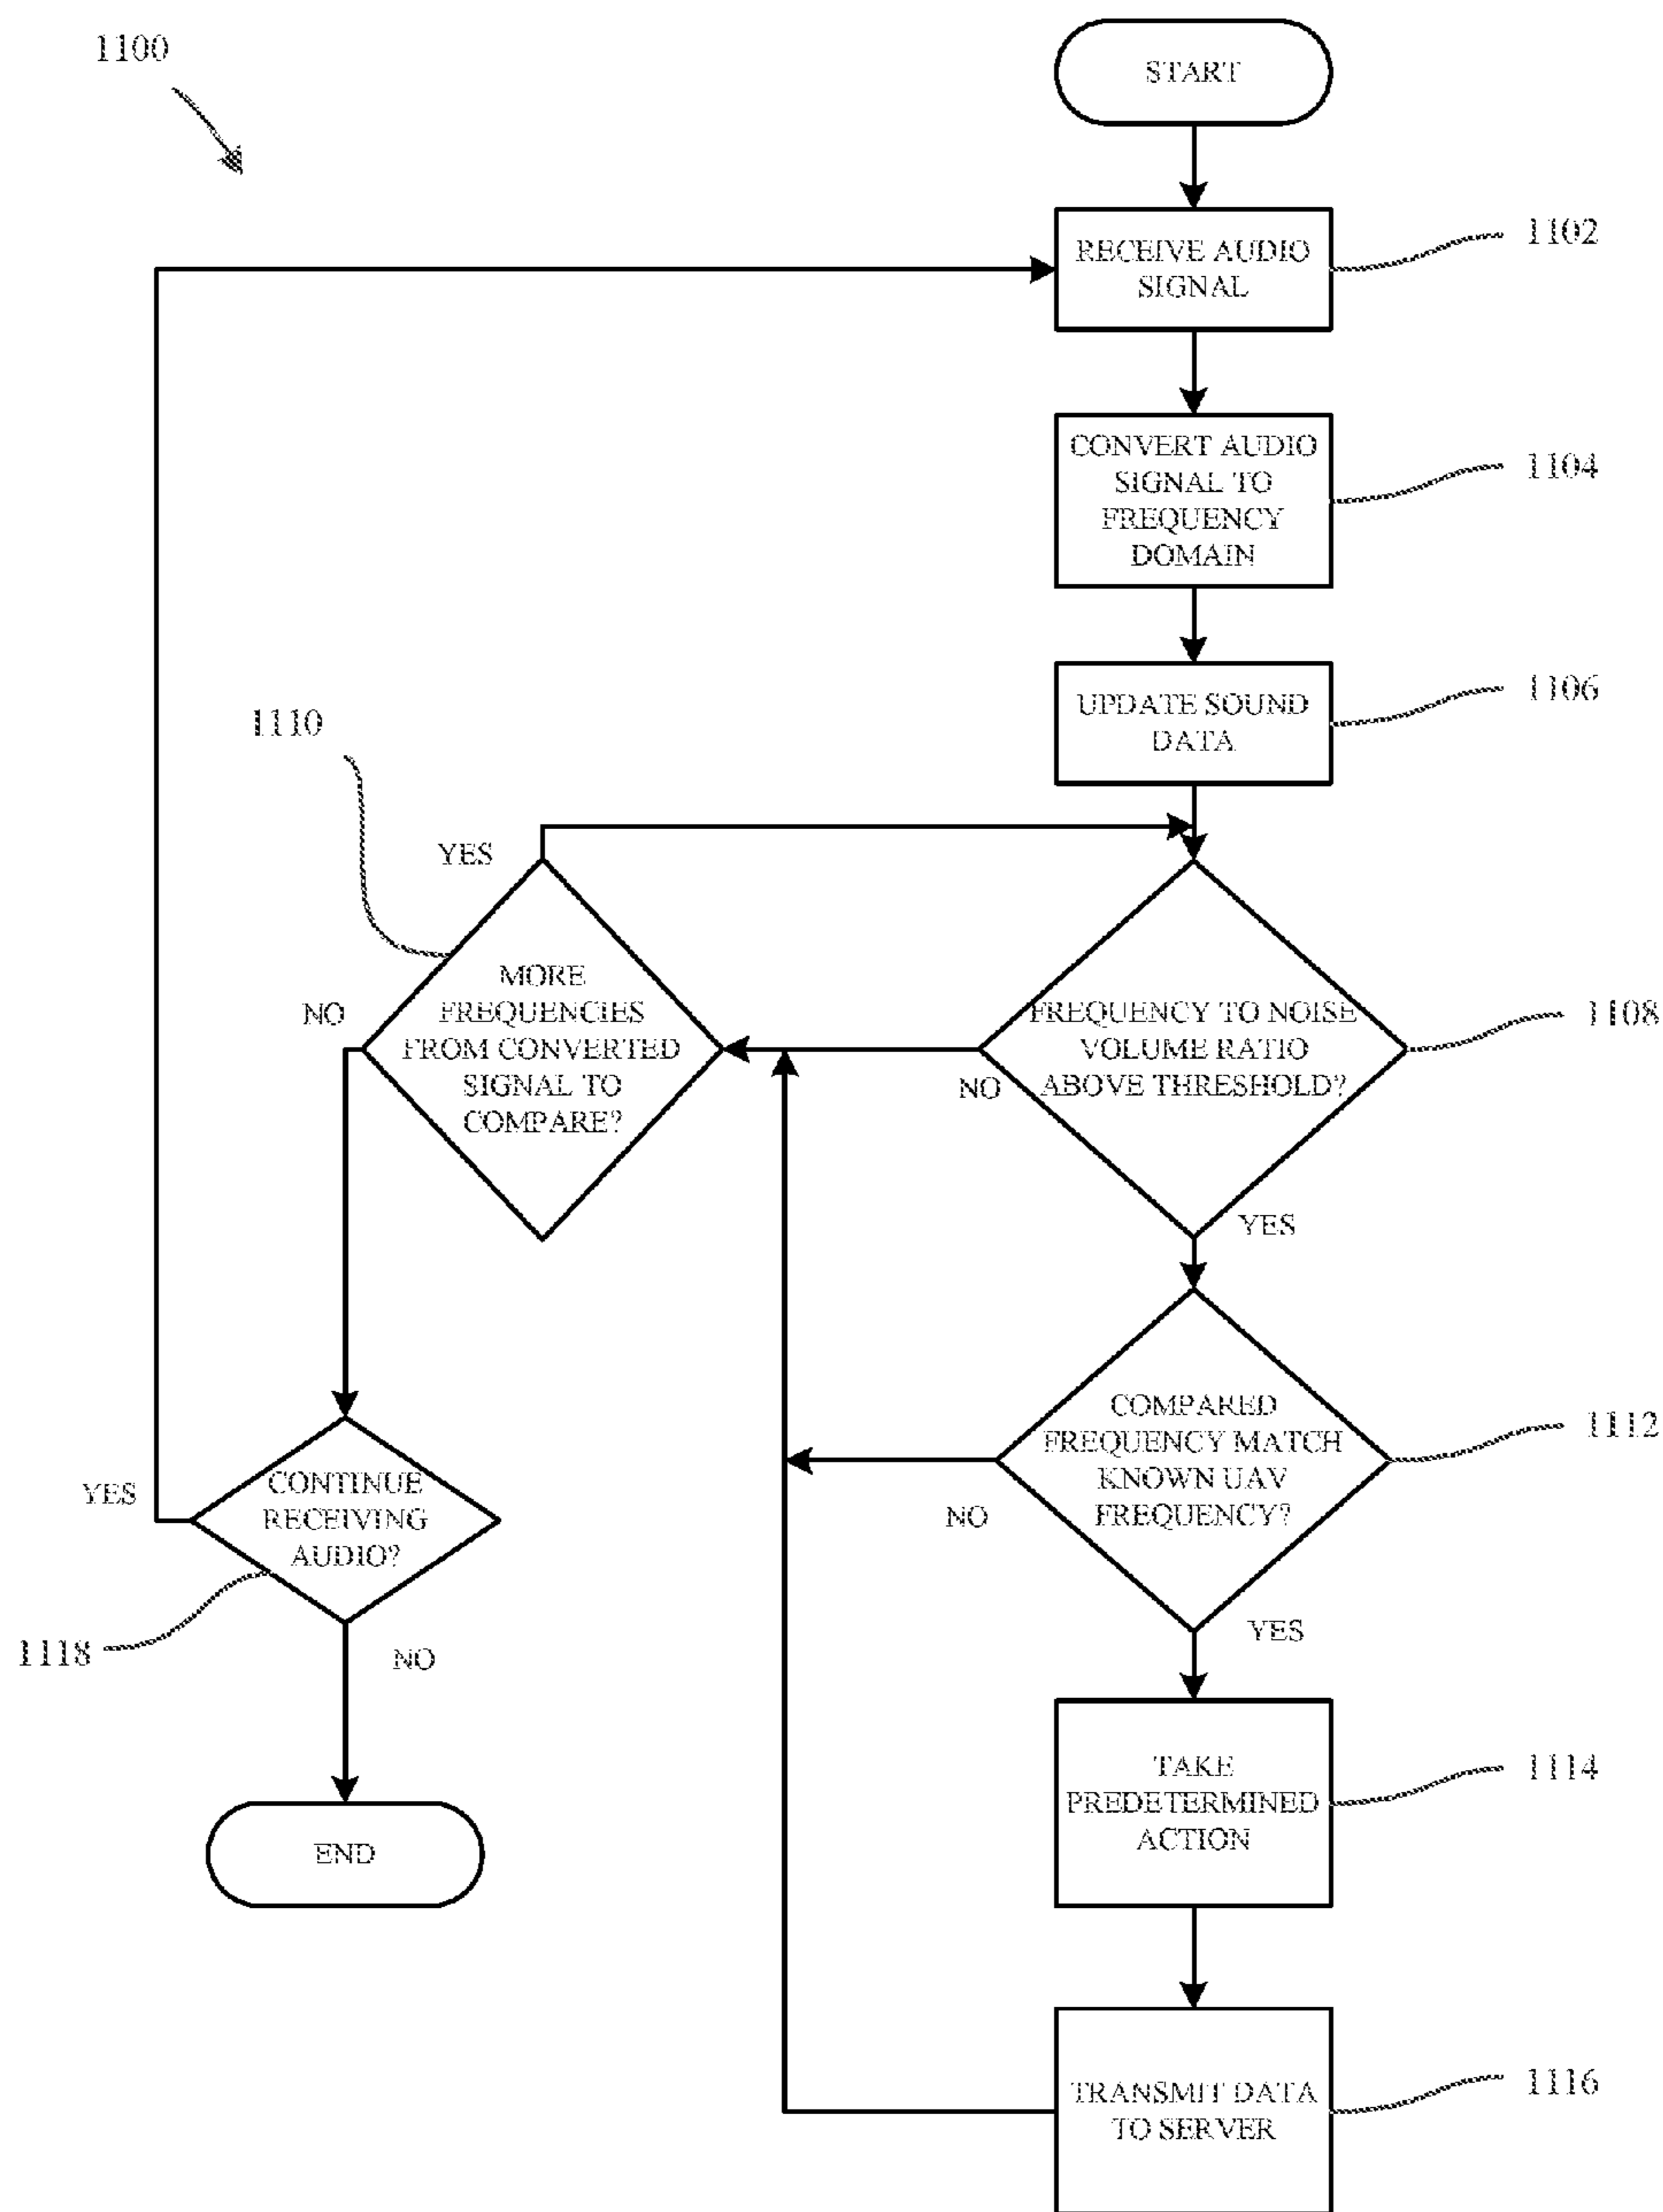 1100
START
RECEIVE AUDIO
SIGNAL
1102
CONVERT AUDIO
SIGNAL TO
FREQUENCY
DOMAIN
1104
UPDATE SOUND
DATA
1106
1110
YES
MORE
FREQUENCIES
FROM CONVERTED
SIGNAL TO
COMPARE?
NO
FREQUENCY TO NOISE
VOLUME RATIO
ABOVE THRESHOLD?
1108
NO
YES
COMPARED
FREQUENCY MATCH
KNOWN UAV
FREQUENCY?
1112
NO
YES
CONTINUE
RECEIVING
AUDIO?
YES
1118
NO
TAKE
PREDETERMINED
ACTION
1114
END
TRANSMIT DATA
TO SERVER
1116